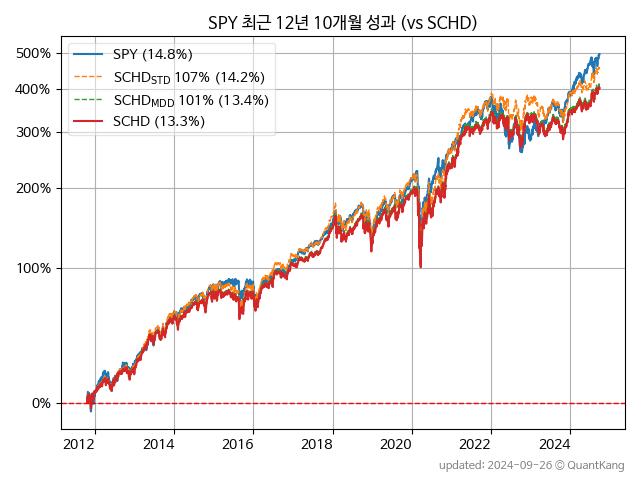 SPY 최근 12년 10개월 성과 (vs SCHD)
SPY (14.8%)
SCHD_STD 107% (14.2%)
SCHD_MDD 101% (13.4%)
SCHD (13.3%)
500%
400%
300%
200%
100%
0%
2012 2014 2016 2018 2020 2022 2024
updated: 2024-09-26 © QuantKang